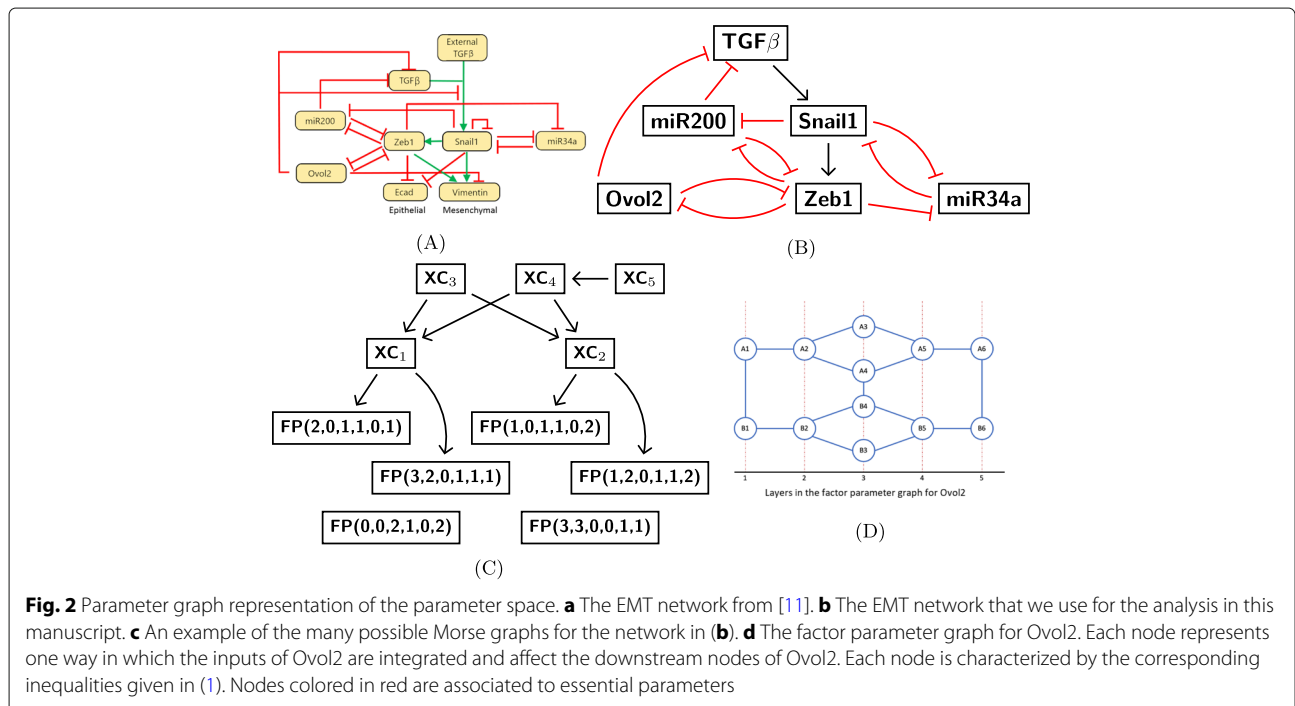 External
TGFβ
TGFβ
miR200
Zeb1
Snail1
miR34a
Ovol2
Ecad
Vimentin
Epithelial
Meschymal
(A)
TGFβ
miR200
Snail1
Ovol2
Zeb1
miR34a
(B)
XC3
XC4
XC5
XC1
XC2
FP(2,0,1,1,0,1)
FP(1,0,1,1,0,2)
FP(3,2,0,1,1,1)
FP(1,2,0,1,1,2)
FP(0,0,2,1,0,2)
FP(3,3,0,0,1,1)
(C)
A3
A1
A2
A5
A6
A4
B4
B1
B2
B5
B6
B3
1
2
3
4
5
Layers in the factor parameter graph for Ovol2
(D)
Fig. 2 Parameter graph representation of the parameter space. a The EMT network from [11]. b The EMT network that we use for the analysis in this
manuscript. c An example of the many possible Morse graphs for the network in (b). d The factor parameter graph for Ovol2. Each node represents
one way in which the inputs of Ovol2 are integrated and affect the downstream nodes of Ovol2. Each node is characterized by the corresponding
inequalities given in (1). Nodes colored in red are associated to essential parameters